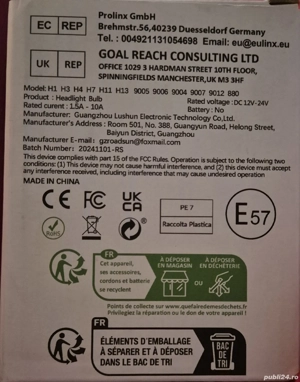 EC REP
Prolinx GmbH
Brehmstr.56,40239 Duesseldorf Germany
Tel: 004921131054698 Email: eu@eulinx.eu
UK REP
GOAL REACH CONSULTING LTD
OFFICE 1029 3 HARDMAN STREET 10TH FLOOR,
SPINNINGFIELDS MANCHESTER,UK M3 3HF
Model: H1 H3 H4 H7 H11 H13 9005 9006 9004 9007 9012 880
Product : Headlight Bulb Rated voltage : DC 12V-24V
Rated current : 1.5A - 10A
Manufacturer : Guangzhou Lushun Electronic Technology Co., Ltd.
Manufacturer's Address : Room 501, No. 388, Guangyun Road, Helong Street,
Baiyun District, Guangzhou
Manufacturer E-mail : gzroadsun@foxmail.com
Batch number : 20241101-RS
This device complies with part 15 of the FCC Rules. Operation is subject to the following two
conditions: (1) This device may not cause harmful interference, and (2) this device must accept
any interference received, including interference that may cause undesired operation
MADE IN CHINA
CE FC UK CA
RoHS
PE 7
Raccolta Plastica
E57
FR
Cet appareil,
ses accessoires,
cordons et batterie
se recyclent
À DÉPOSER
EN MAGASIN
OU
À DÉPOSER
EN DÉCHÈTERIE
Points de collecte sur www.quefairedemesdechets.fr
Privilégiez la réparation ou le don de votre appareil !
FR
ÉLÉMENTS D'EMBALLAGE
À SÉPARER ET À DÉPOSER
DANS LE BAC DE TRI
BAC
DE TRI
publi24.ro